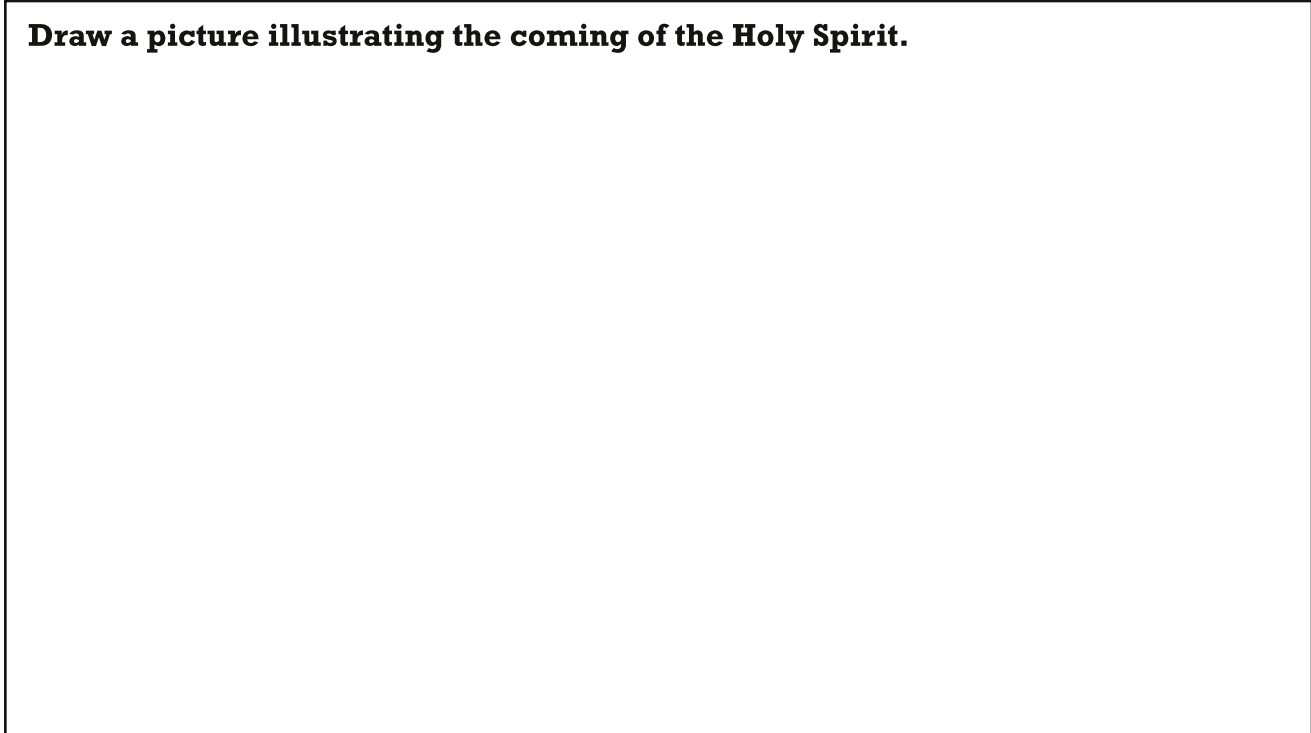 Draw a picture illustrating the coming of the Holy Spirit.